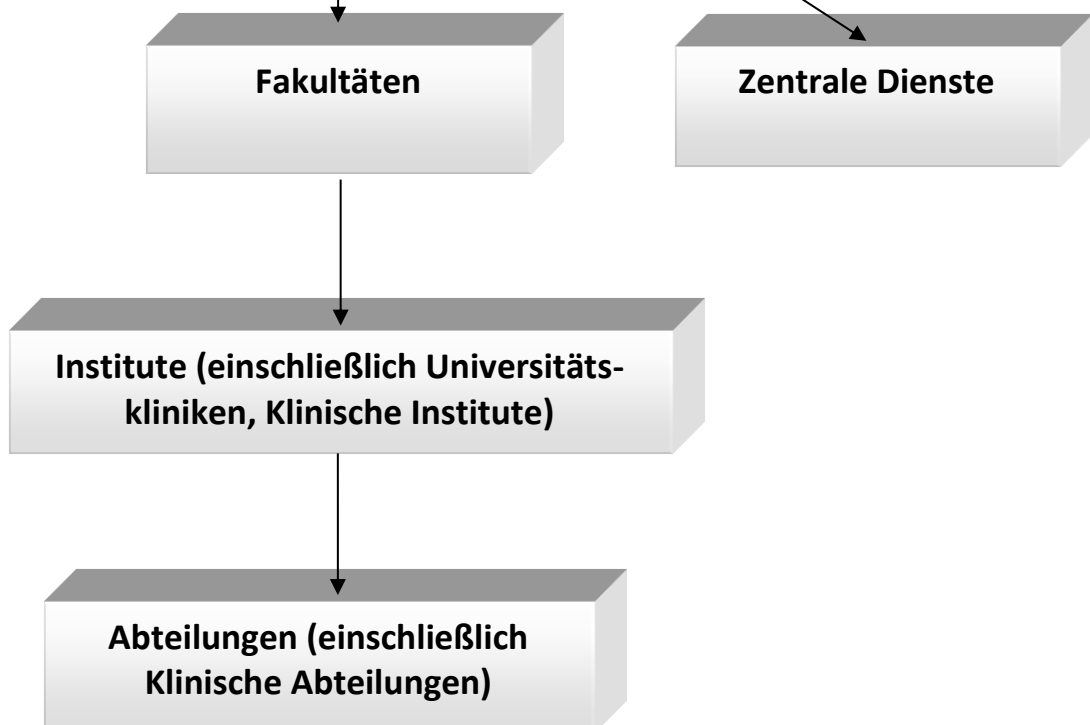 Fakultäten
Zentrale Dienste
Institute (einschließlich Universitäts-
kliniken, Klinische Institute)
Abteilungen (einschließlich
Klinische Abteilungen)